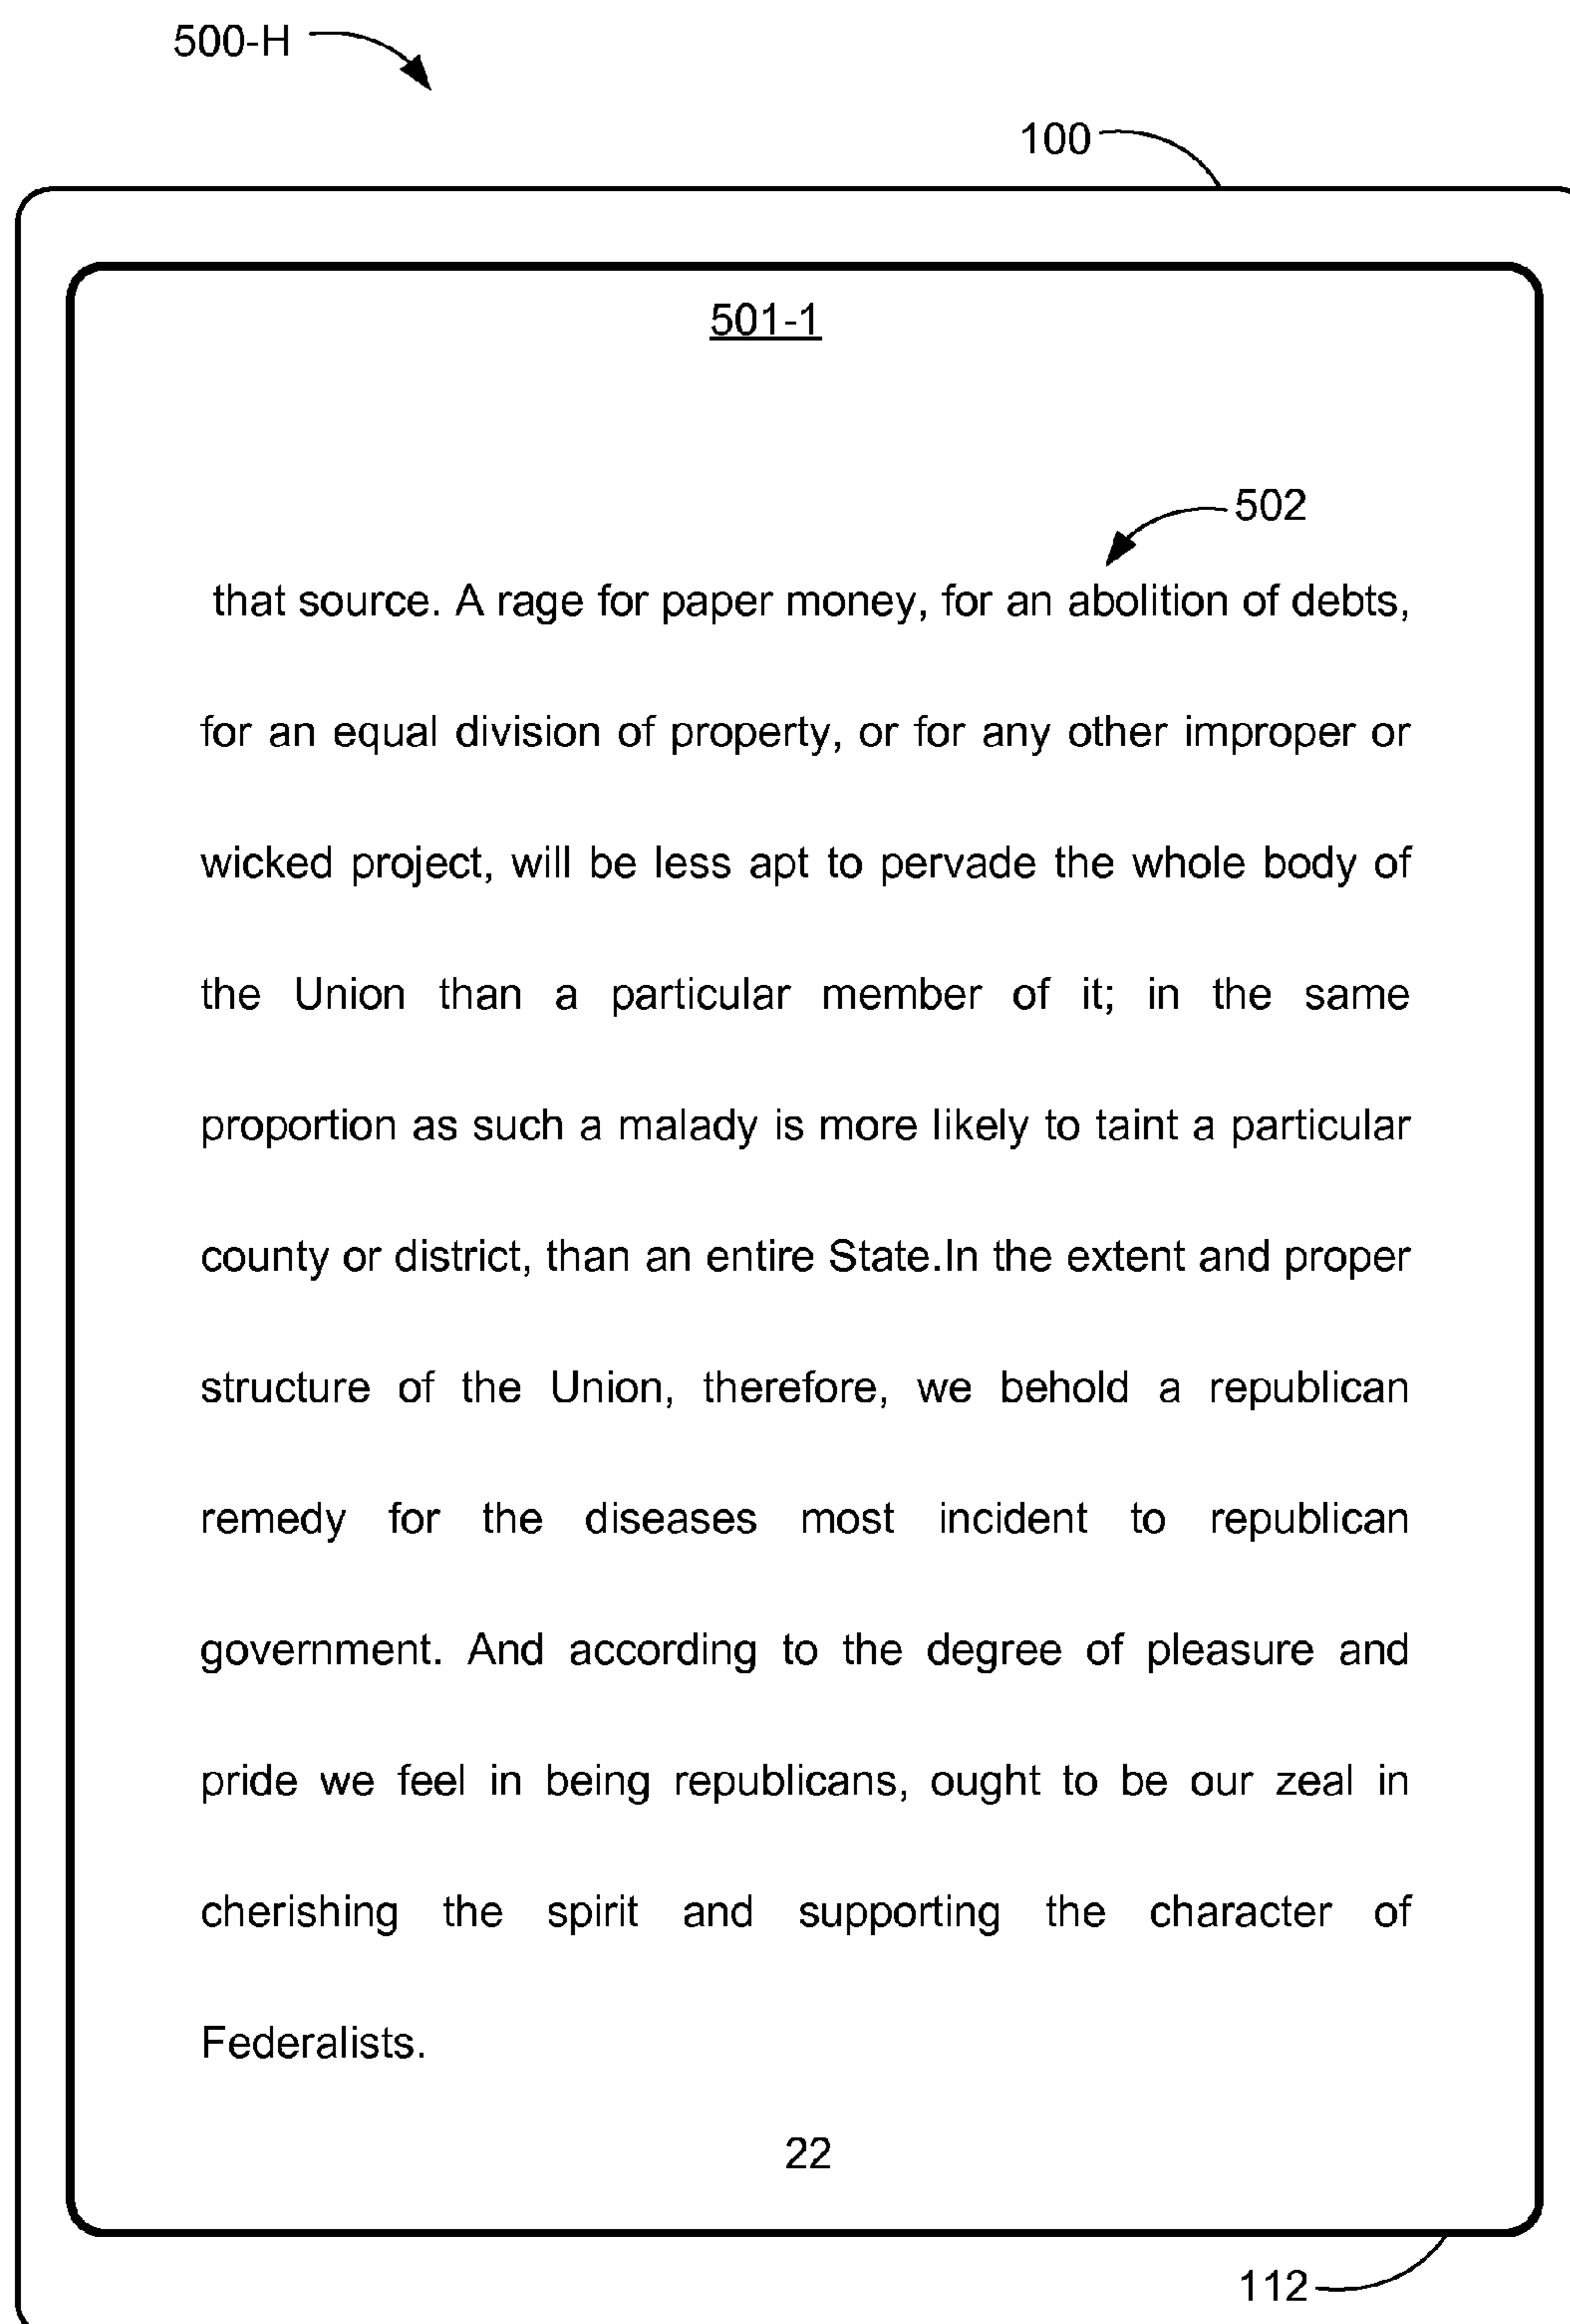 500-H
100
501-1
502
that source. A rage for paper money, for an abolition of debts,
for an equal division of property, or for any other improper or
wicked project, will be less apt to pervade the whole body of
the Union than a particular member of it; in the same
proportion as such a malady is more likely to taint a particular
county or district, than an entire State.In the extent and proper
structure of the Union, therefore, we behold a republican
remedy for the diseases most incident to republican
government. And according to the degree of pleasure and
pride we feel in being republicans, ought to be our zeal in
cherishing the spirit and supporting the character of
Federalists.
22
112